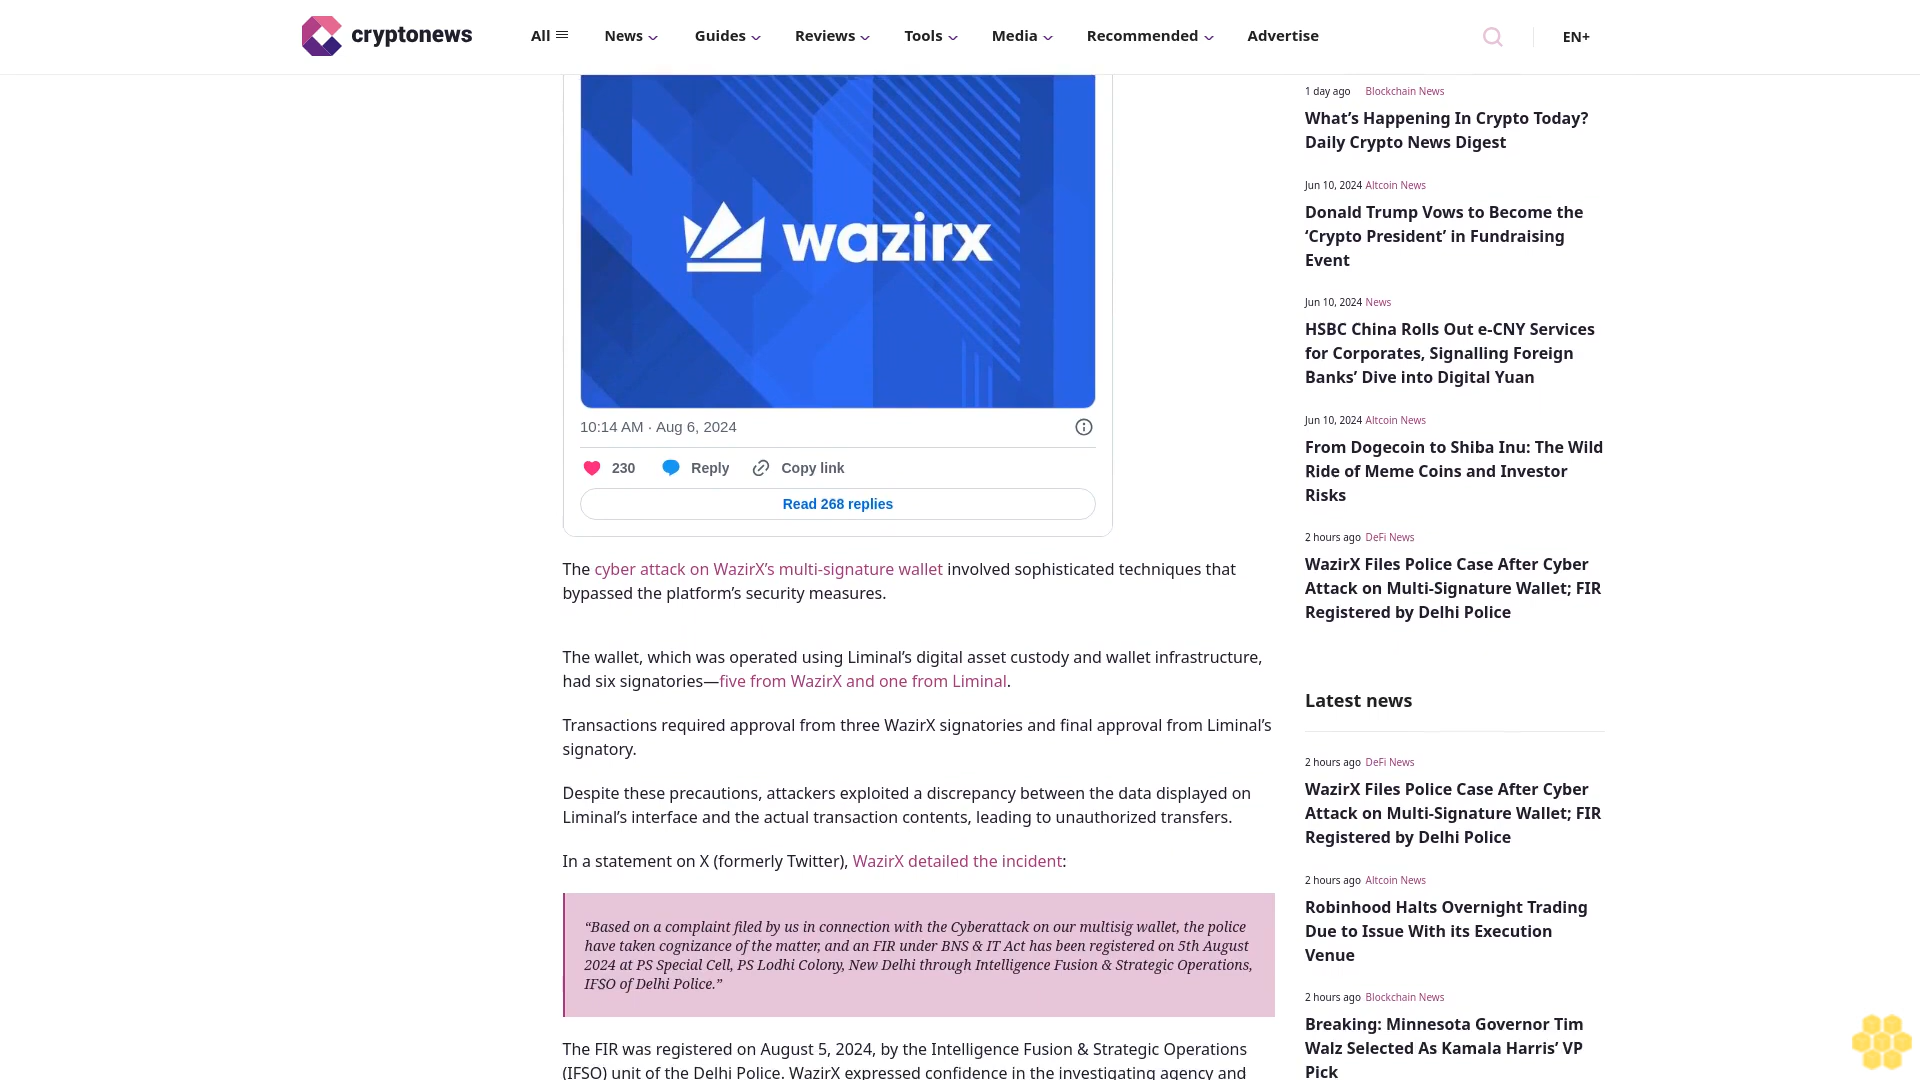 cryptonews
All
News
Guides
Reviews
Tools
Media
Recommended
Advertise
EN+
wazirx
10:14 AM · Aug 6, 2024
230
Reply
Copy link
Read 268 replies
The cyber attack on WazirX’s multi-signature wallet involved sophisticated techniques that
bypassed the platform’s security measures.
The wallet, which was operated using Liminal’s digital asset custody and wallet infrastructure,
had six signatories—five from WazirX and one from Liminal.
Transactions required approval from three WazirX signatories and final approval from Liminal’s
signatory.
Despite these precautions, attackers exploited a discrepancy between the data displayed on
Liminal’s interface and the actual transaction contents, leading to unauthorized transfers.
In a statement on X (formerly Twitter), WazirX detailed the incident:
“Based on a complaint filed by us in connection with the Cyberattack on our multisig wallet, the police
have taken cognizance of the matter, and an FIR under BNS & IT Act has been registered on 5th August
2024 at PS Special Cell, PS Lodhi Colony, New Delhi through Intelligence Fusion & Strategic Operations,
IFSO of Delhi Police.”
The FIR was registered on August 5, 2024, by the Intelligence Fusion & Strategic Operations
(IFSO) unit of the Delhi Police. WazirX expressed confidence in the investigating agency and
1 day ago Blockchain News
What’s Happening In Crypto Today?
Daily Crypto News Digest
Jun 10, 2024 Altcoin News
Donald Trump Vows to Become the
‘Crypto President’ in Fundraising
Event
Jun 10, 2024 News
HSBC China Rolls Out e-CNY Services
for Corporates, Signalling Foreign
Banks’ Dive into Digital Yuan
Jun 10, 2024 Altcoin News
From Dogecoin to Shiba Inu: The Wild
Ride of Meme Coins and Investor
Risks
2 hours ago DeFi News
WazirX Files Police Case After Cyber
Attack on Multi-Signature Wallet; FIR
Registered by Delhi Police
Latest news
2 hours ago DeFi News
WazirX Files Police Case After Cyber
Attack on Multi-Signature Wallet; FIR
Registered by Delhi Police
2 hours ago Altcoin News
Robinhood Halts Overnight Trading
Due to Issue With its Execution
Venue
2 hours ago Blockchain News
Breaking: Minnesota Governor Tim
Walz Selected As Kamala Harris’ VP
Pick